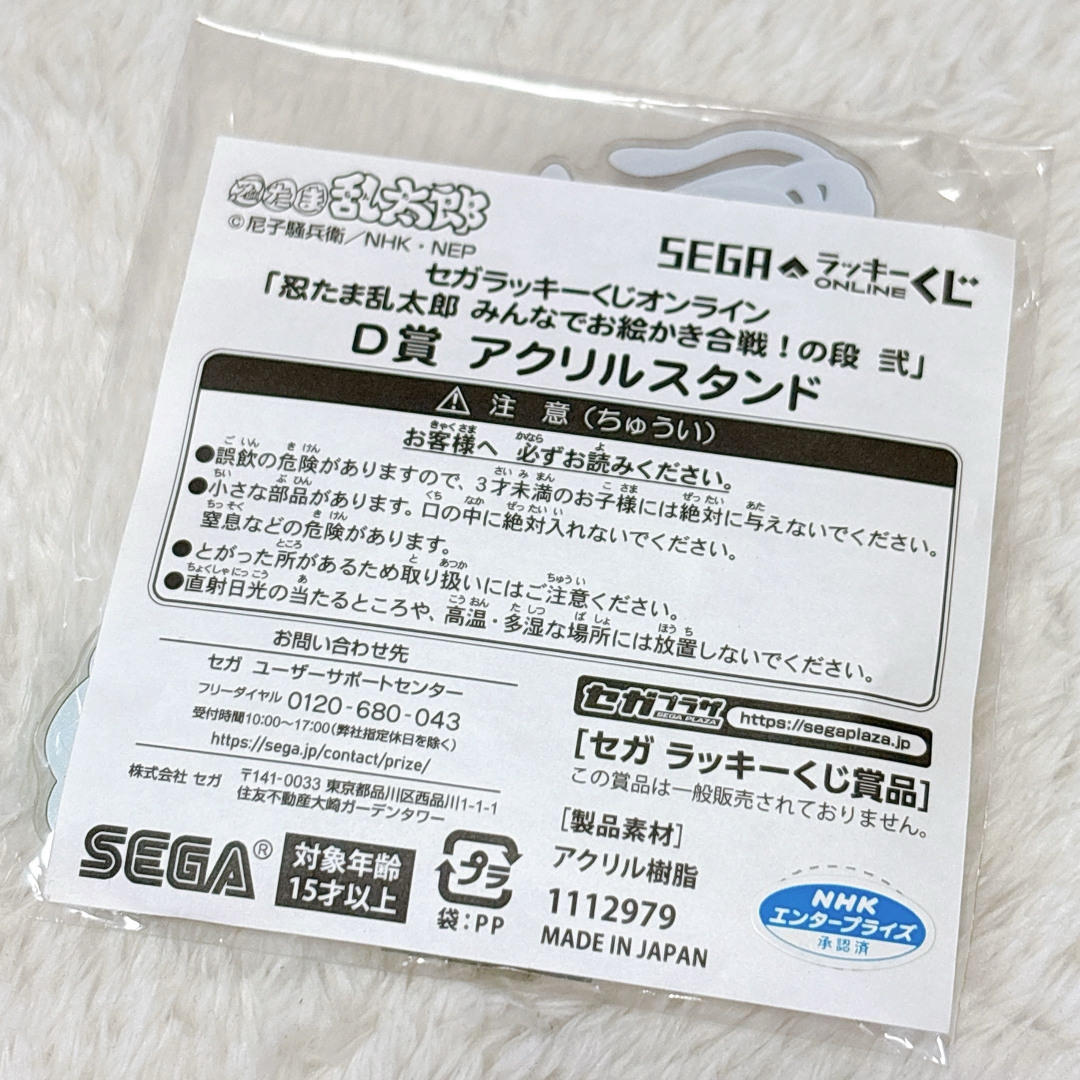 忍たま乱太郎
©尼子騒兵衛/NHK・NEP
SEGA ラッキーくじ ONLINE
セガラッキーくじオンライン
「忍たま乱太郎 みんなでお絵かき合戦！の段 弐」
D賞 アクリルスタンド
注 意(ちゅうい)
お客様へ 必ずお読みください。
●誤飲の危険がありますので、3才未満のお子様には絶対に与えないでください。
●小さな部品があります。口の中に絶対入れないでください。
窒息などの危険があります。
●とがった所があるため取り扱いにはご注意ください。
●直射日光の当たるところや、高温・多湿な場所には放置しないでください。
お問い合わせ先
セガ ユーザーサポートセンター
フリーダイヤル 0120-680-043
受付時間10:00～17:00(弊社指定休日を除く)
https://sega.jp/contact/prize/
株式会社 セガ 〒141-0033 東京都品川区西品川1-1-1
住友不動産大崎ガーデンタワー
セガプラザ
SEGA PLAZA
https://segaplaza.jp
[セガ ラッキーくじ賞品]
この賞品は一般販売されておりません。
[製品素材]
アクリル樹脂
1112979
MADE IN JAPAN
SEGA®
対象年齢
15才以上
プラ
袋：PP
NHK
エンタープライズ
承認済